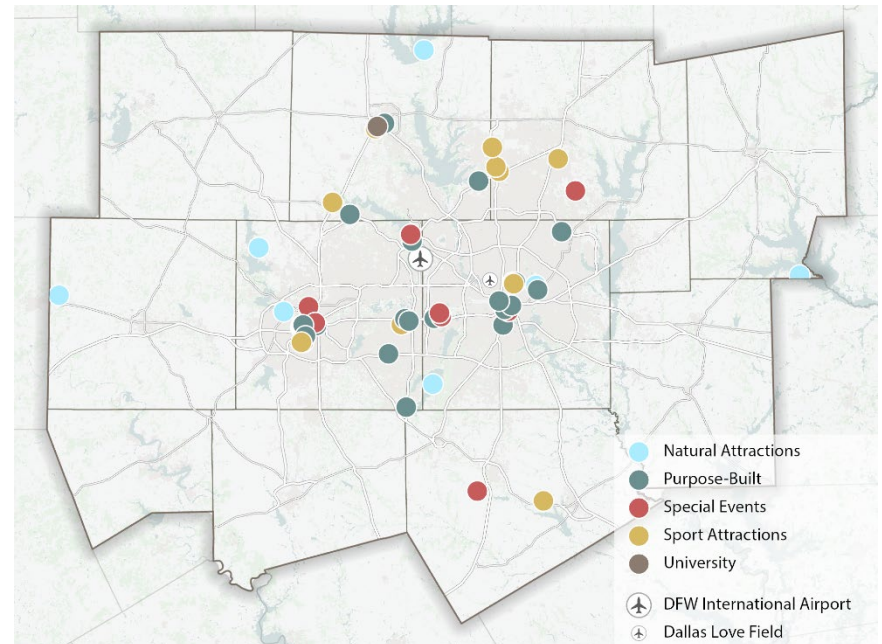 Natural Attractions
Purpose-Built
Special Events
Sport Attractions
University
DFW International Airport
Dallas Love Field